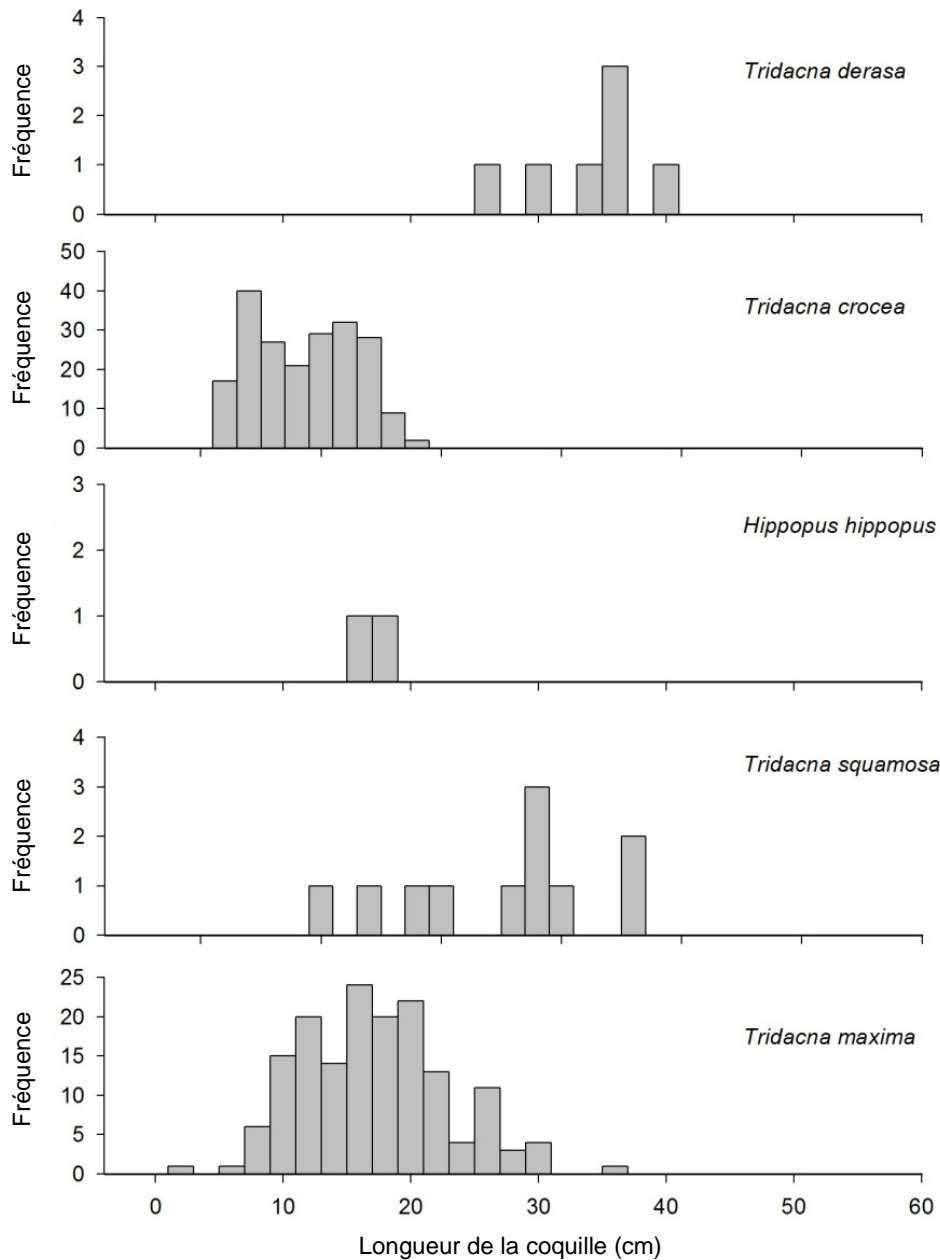 4
3
2
1
0
Fréquence
Tridacna derasa
50
40
30
20
10
0
Fréquence
Tridacna crocea
3
2
1
0
Fréquence
Hippopus hippopus
4
3
2
1
0
Fréquence
Tridacna squamosa
25
20
15
10
5
0
Fréquence
Tridacna maxima
0 10 20 30 40 50 60
Longueur de la coquille (cm)